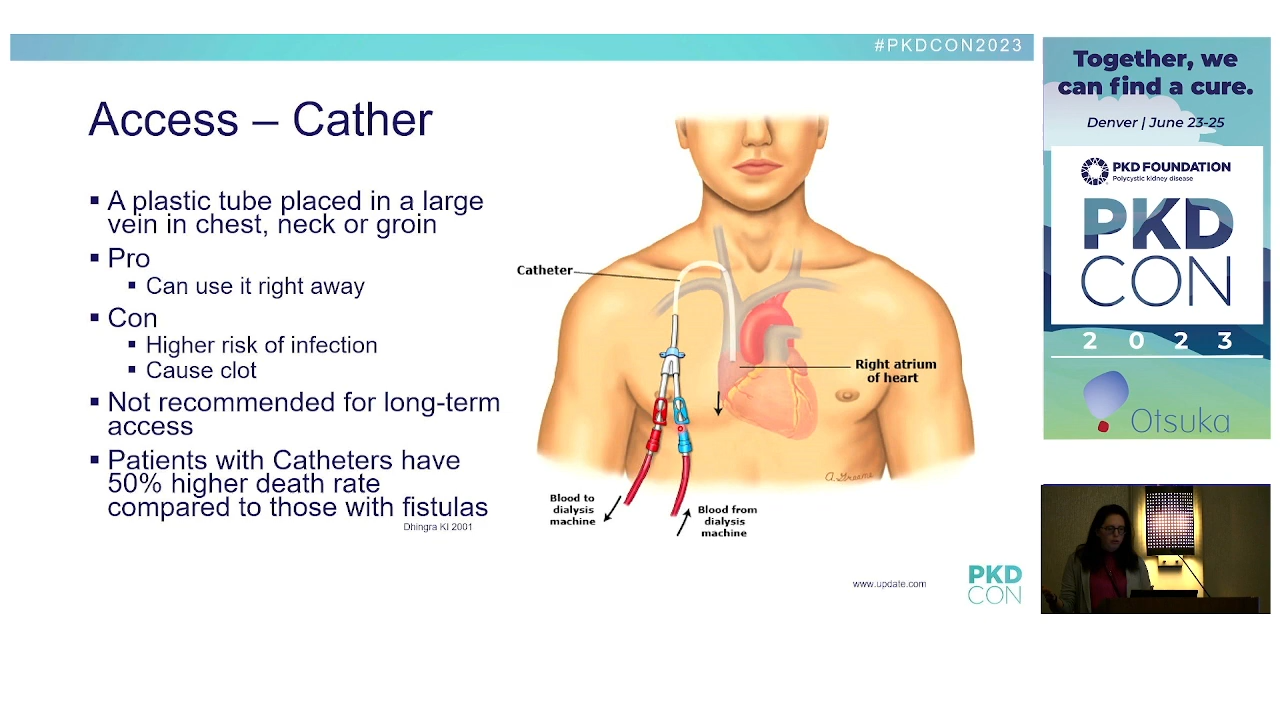 #PKDCON2023
Access – Cather
▪ A plastic tube placed in a large
vein in chest, neck or groin
▪ Pro
▪ Can use it right away
▪ Con
▪ Higher risk of infection
▪ Cause clot
▪ Not recommended for long-term
access
▪ Patients with Catheters have
50% higher death rate
compared to those with fistulas
Dhingra KI 2001
Catheter
Right atrium
of heart
A. Greame
Blood to
dialysis
machine
Blood from
dialysis
machine
www.update.com
PKD
CON
Together, we
can find a cure.
Denver | June 23-25
PKD FOUNDATION
Polycystic kidney disease
PKD
CON
2023
Otsuka